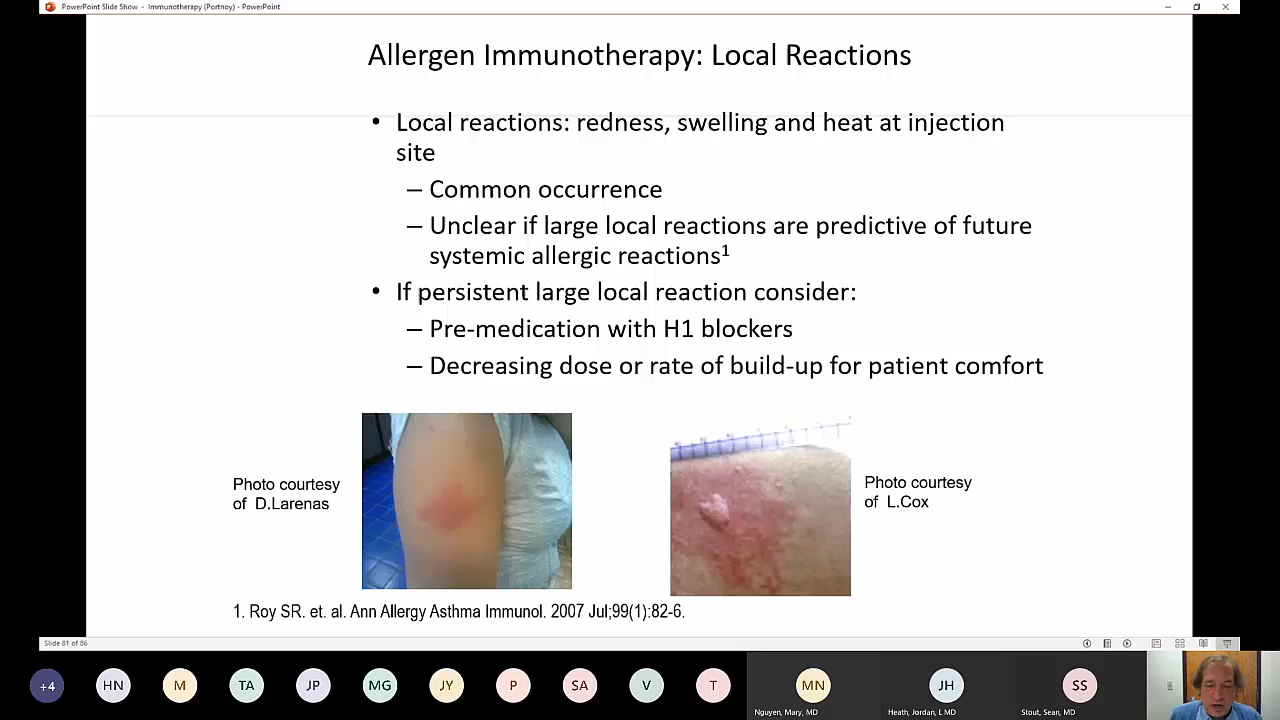 PowerPoint Slide Show - Immunotherapy (Portnoy) - PowerPoint
Allergen Immunotherapy: Local Reactions
• Local reactions: redness, swelling and heat at injection
site
– Common occurrence
– Unclear if large local reactions are predictive of future
systemic allergic reactions1
• If persistent large local reaction consider:
– Pre-medication with H1 blockers
– Decreasing dose or rate of build-up for patient comfort
Photo courtesy
of D.Larenas
Photo courtesy
of L.Cox
1. Roy SR. et. al. Ann Allergy Asthma Immunol. 2007 Jul;99(1):82-6.
Slide 81 of 86
+4 HN M TA JP MG JY P SA V T MN JH SS
Nguyen, Mary, MD Heath, Jordan, L MD Stout, Sean, MD